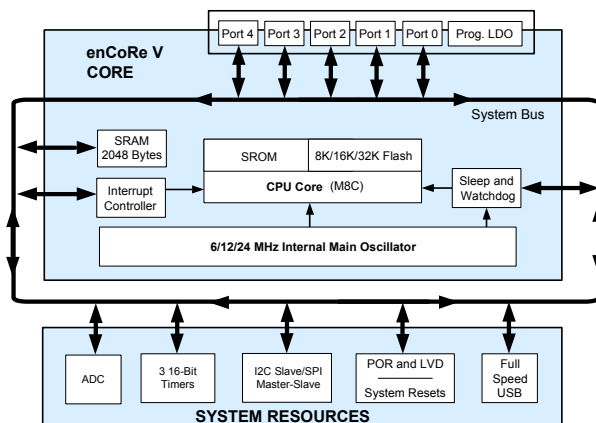 Port 4
Port 3
Port 2
Port 1
Port 0
Prog. LDO
enCoRe V
CORE
System Bus
SRAM
2048 Bytes
SROM
8K/16K/32K Flash
CPU Core (M8C)
Interrupt
Controller
Sleep and
Watchdog
6/12/24 MHz Internal Main Oscillator
ADC
3 16-Bit
Timers
I2C Slave/SPI
Master-Slave
POR and LVD
System Resets
Full
Speed
USB
SYSTEM RESOURCES